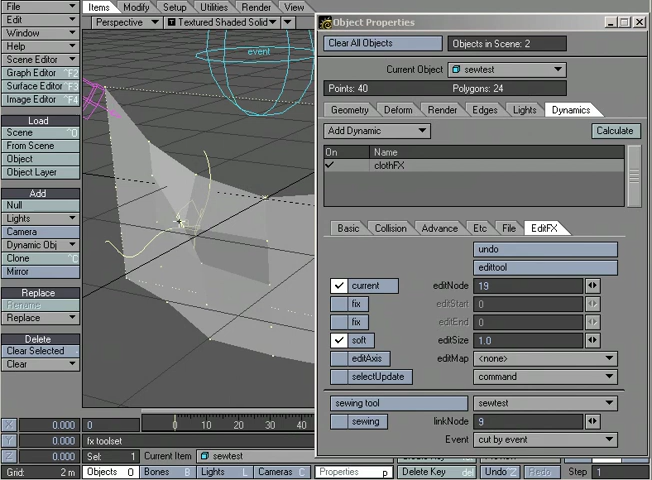 File
Edit
Window
Help
Scene Editor
Graph Editor ^F2
Surface Editor F3
Image Editor ^F4
Load
Scene ^O
From Scene
Object
Object Layer
Add
Null
Lights
Camera
Dynamic Obj
Clone ^C
Mirror
Replace
Rename
Replace
Delete
Clear Selected -
Clear
Items Modify Setup Utilities Render View
Perspective Textured Shaded Solid
event
Object Properties
Clear All Objects Objects in Scene: 2
Current Object sewtest
Points: 40 Polygons: 24
Geometry Deform Render Edges Lights Dynamics
Add Dynamic Calculate
On Name
clothFX
Basic Collision Advance Etc File EditFX
undo
edittool
current editNode 19
fix editStart 0
fix editEnd 0
soft editSize 1.0
editAxis editMap <none>
selectUpdate command
sewing tool sewtest
sewing linkNode 9
Event cut by event
X 0.000 0 0 10 20 30 40
Y 0.000 fx toolset
Z 0.000 Sel: 1 Current Item sewtest
Grid: 2 m Objects O Bones B Lights L Cameras C Properties p Delete Key del Undo Z Redo Step 1